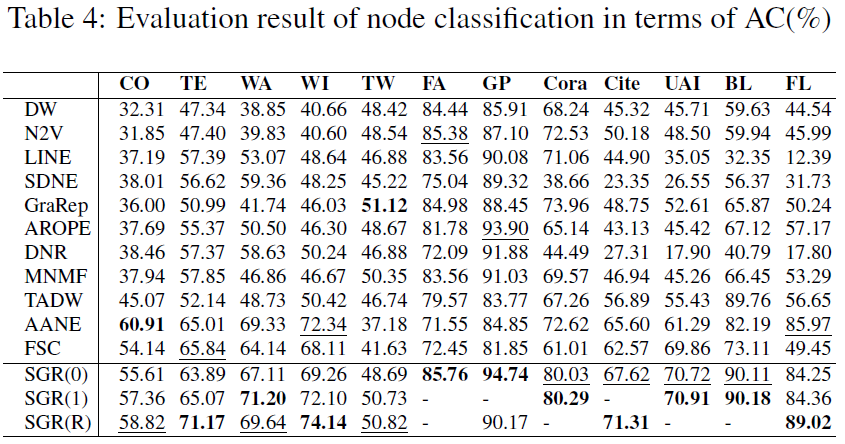 Table 4: Evaluation result of node classification in terms of AC(%)
CO TE WA WI TW FA GP Cora Cite UAI BL FL
DW 32.31 47.34 38.85 40.66 48.42 84.44 85.91 68.24 45.32 45.71 59.63 44.54
N2V 31.85 47.40 39.83 40.60 48.54 85.38 87.10 72.53 50.18 48.50 59.94 45.99
LINE 37.19 57.39 53.07 48.64 46.88 83.56 90.08 71.06 44.90 35.05 32.35 12.39
SDNE 38.01 56.62 59.36 48.25 45.22 75.04 89.32 38.66 23.35 26.55 56.37 31.73
GraRep 36.00 50.99 41.74 46.03 51.12 84.98 88.45 73.96 48.75 52.61 65.87 50.24
AROPE 37.69 55.37 50.50 46.30 48.67 81.78 93.90 65.14 43.13 45.42 67.12 57.17
DNR 38.46 57.37 58.63 50.24 46.88 72.09 91.88 44.49 27.31 17.90 40.79 17.80
MNMF 37.94 57.85 46.86 46.67 50.35 83.56 91.03 69.57 46.94 45.26 66.45 53.29
TADW 45.07 52.14 48.73 50.42 46.74 79.57 83.77 67.26 56.89 55.43 89.76 56.65
AANE 60.91 65.01 69.33 72.34 37.18 71.55 84.85 72.62 65.60 61.29 82.19 85.97
FSC 54.14 65.84 64.14 68.11 41.63 72.45 81.85 61.01 62.57 69.86 73.11 49.45
SGR(0) 55.61 63.89 67.11 69.26 48.69 85.76 94.74 80.03 67.62 70.72 90.11 84.25
SGR(1) 57.36 65.07 71.20 72.10 50.73 - - 80.29 - 70.91 90.18 84.36
SGR(R) 58.82 71.17 69.64 74.14 50.82 - 90.17 - 71.31 - - 89.02